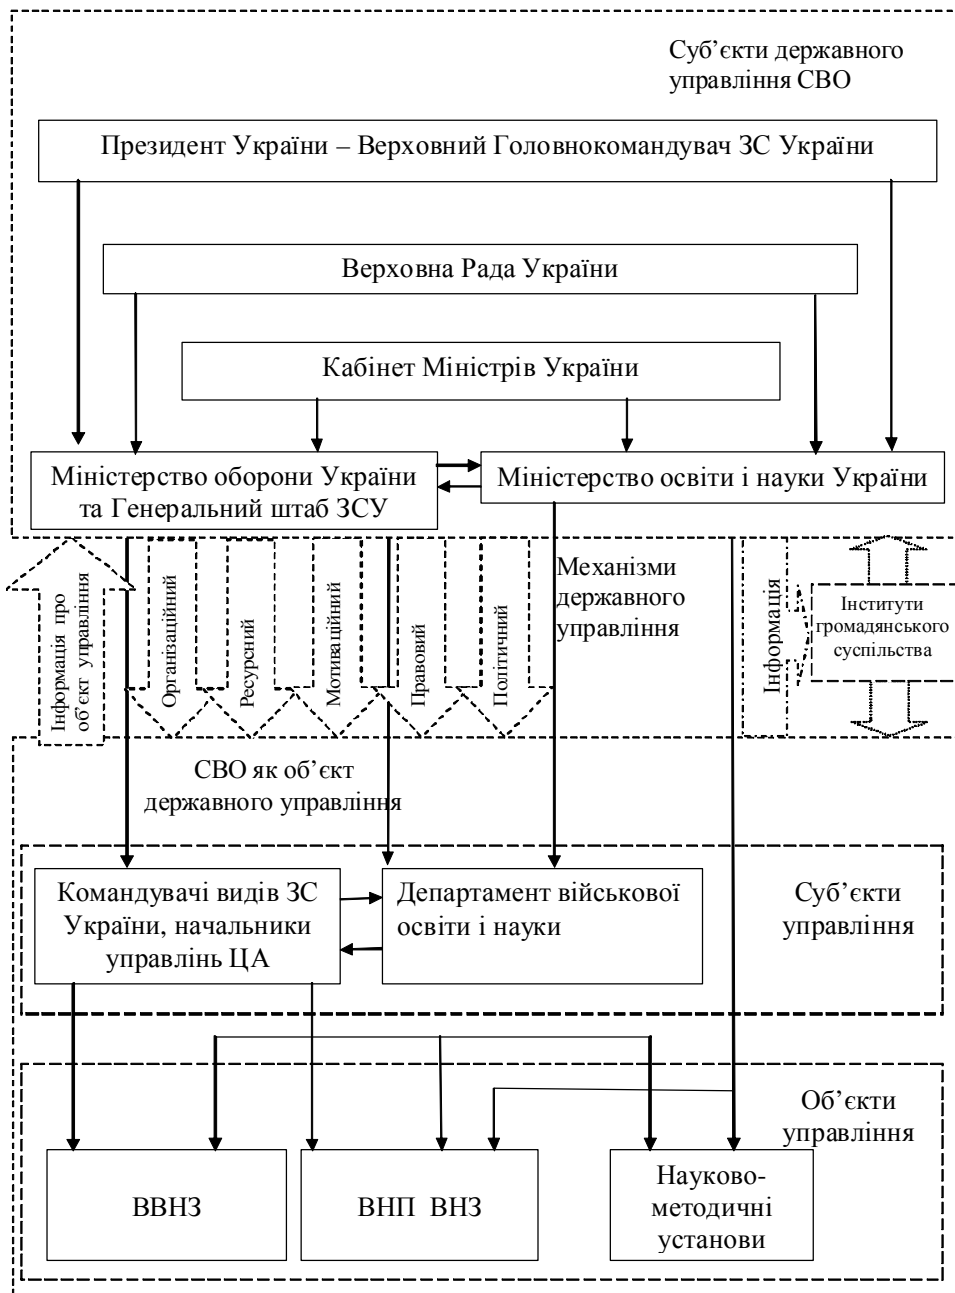 Суб’єкти державного
управління СВО
Президент України – Верховний Головнокомандувач ЗС України
Верховна Рада України
Кабінет Міністрів України
Міністерство оборони України
та Генеральний штаб ЗСУ
Міністерство освіти і науки України
Інформація про
об’єкт управління
Організаційний
Ресурсний
Мотиваційний
Правовий
Політичний
Механізми
державного
управління
Інформація
Інститути
громадянського
суспільства
СВО як об’єкт
державного управління
Командувачі видів ЗС
України, начальники
управлінь ЦА
Департамент військової
освіти і науки
Суб’єкти
управління
Об’єкти
управління
ВВНЗ
ВНП ВНЗ
Науково-
методичні
установи